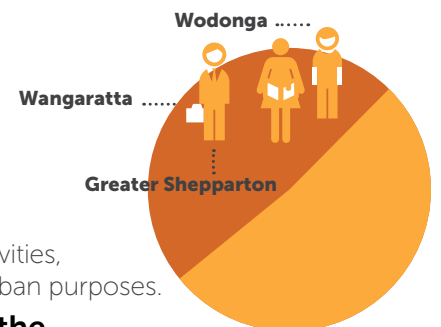 Wodonga ......
Wangaratta ......
Greater Shepparton
vities,
ban purposes.
the